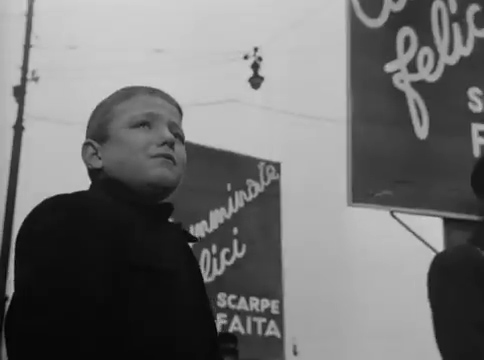 mminate
lici
SCARPE
FAITA
felic
S
F